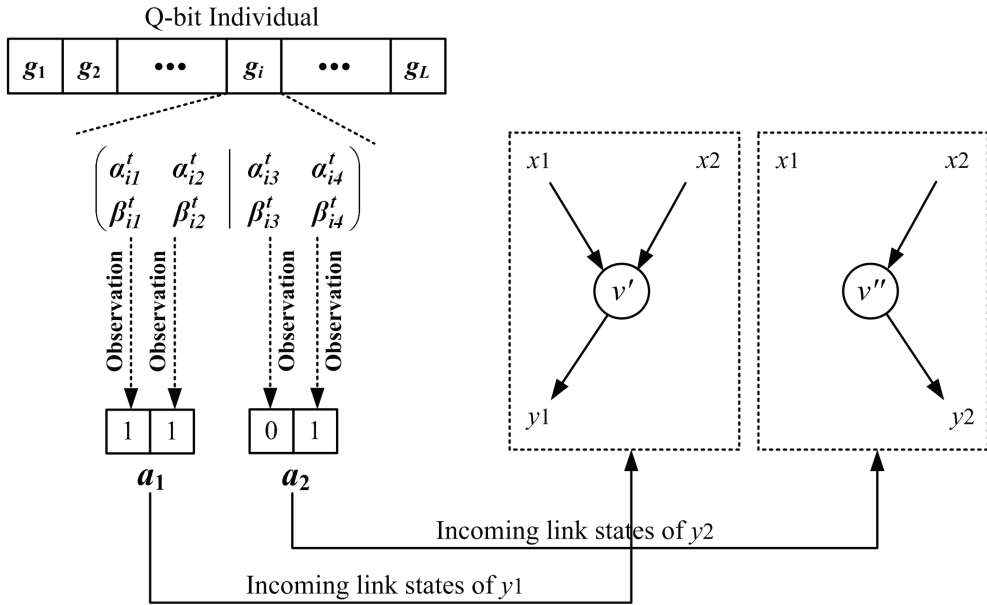 Q-bit Individual
g1 g2 ••• gi ••• gL
α^t_i1 α^t_i2 α^t_i3 α^t_i4
β^t_i1 β^t_i2 β^t_i3 β^t_i4
Observation
Observation
Observation
Observation
1 1 0 1
a1 a2
x1 x2
v′
y1
x1 x2
v″
y2
Incoming link states of y2
Incoming link states of y1